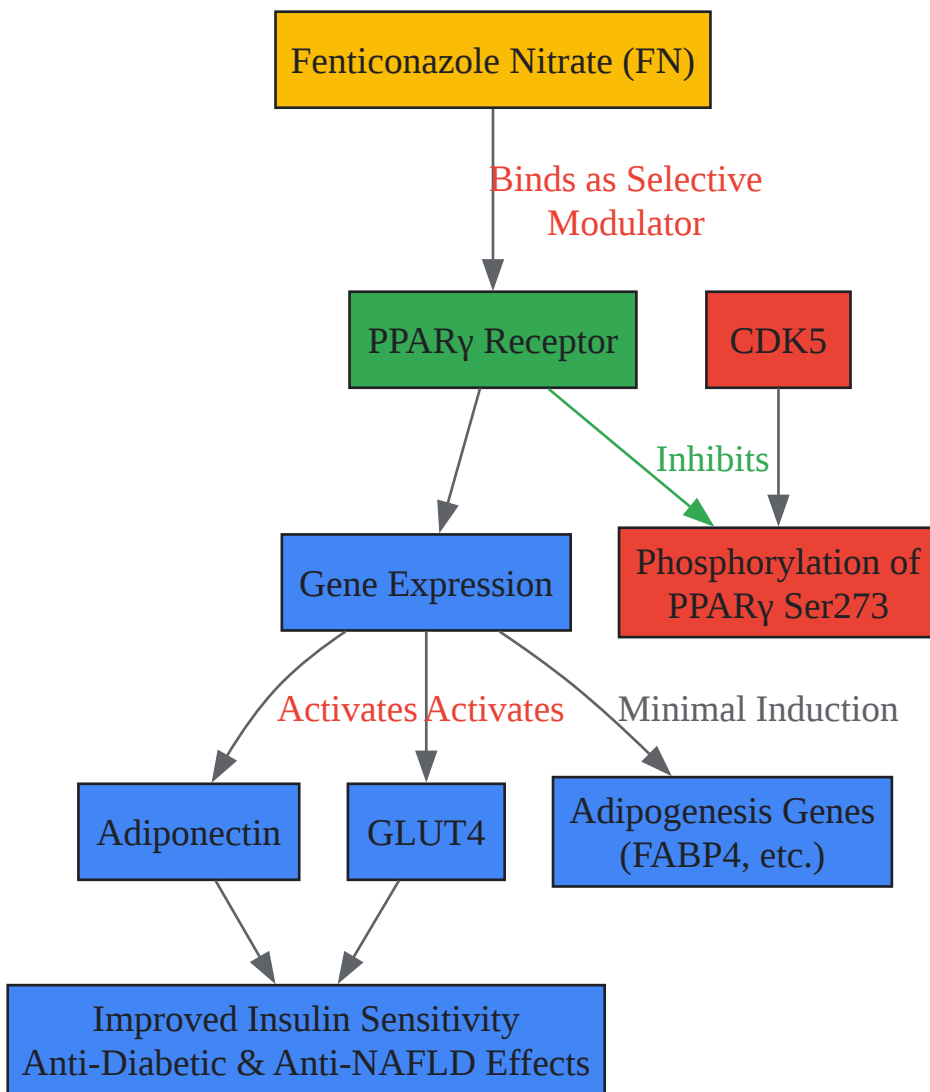 Fenticonazole Nitrate (FN)
Binds as Selective
Modulator
PPARγ Receptor
CDK5
Inhibits
Gene Expression
Phosphorylation of
PPARγ Ser273
Activates
Activates
Minimal Induction
Adiponectin
GLUT4
Adipogenesis Genes
(FABP4, etc.)
Improved Insulin Sensitivity
Anti-Diabetic & Anti-NAFLD Effects